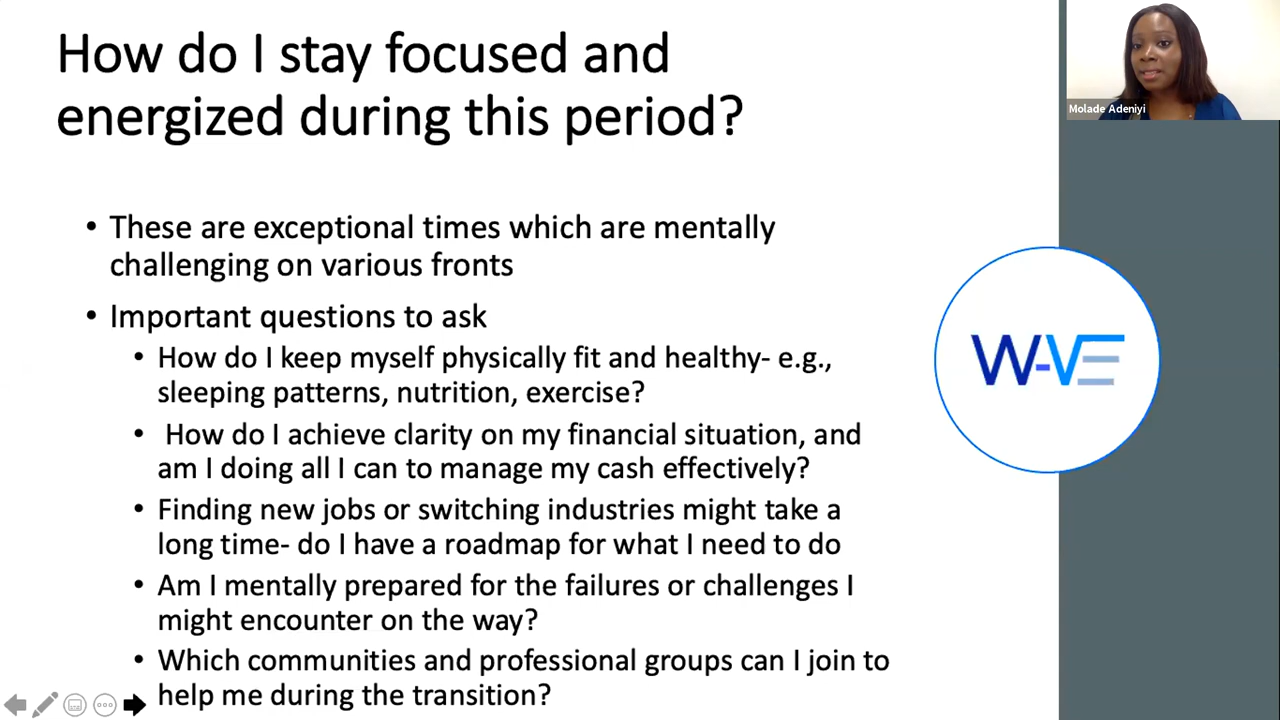 How do I stay focused and
energized during this period?
Molade Adeniyi
• These are exceptional times which are mentally
challenging on various fronts
• Important questions to ask
• How do I keep myself physically fit and healthy- e.g.,
sleeping patterns, nutrition, exercise?
• How do I achieve clarity on my financial situation, and
am I doing all I can to manage my cash effectively?
• Finding new jobs or switching industries might take a
long time- do I have a roadmap for what I need to do
• Am I mentally prepared for the failures or challenges I
might encounter on the way?
• Which communities and professional groups can I join to
help me during the transition?
W-VE